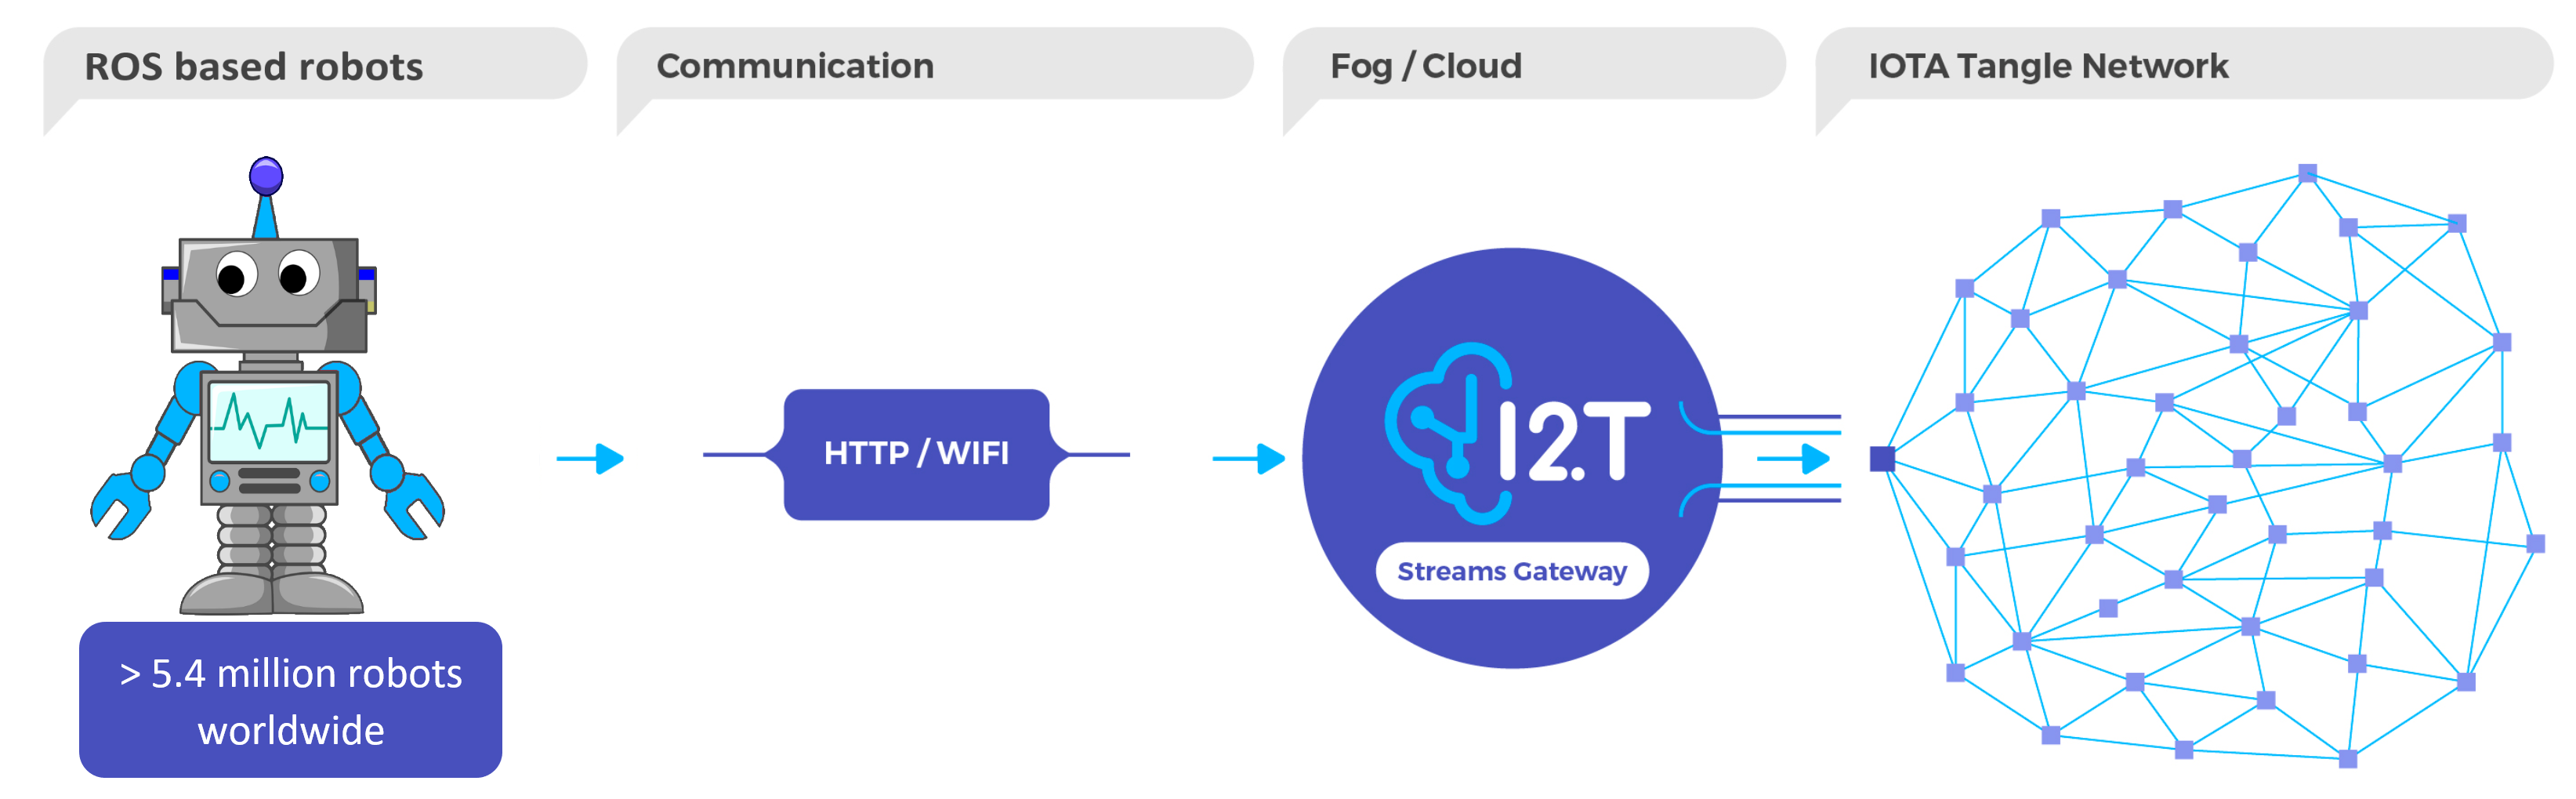 ROS based robots
Communication
Fog / Cloud
IOTA Tangle Network
HTTP / WIFI
I2.T
Streams Gateway
> 5.4 million robots
worldwide